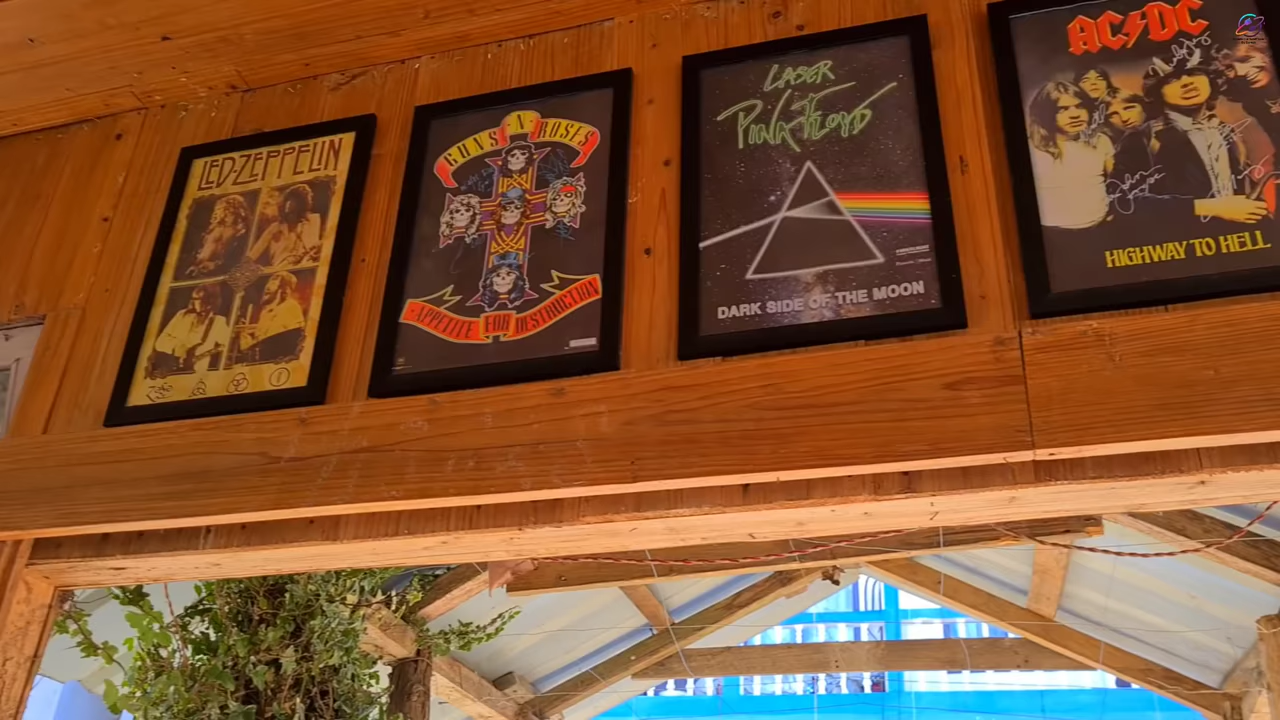 LED-ZEPPELIN
GUNS N' ROSES
APPETITE FOR DESTRUCTION
LASER
PINK FLOYD
DARK SIDE OF THE MOON
AC/DC
HIGHWAY TO HELL